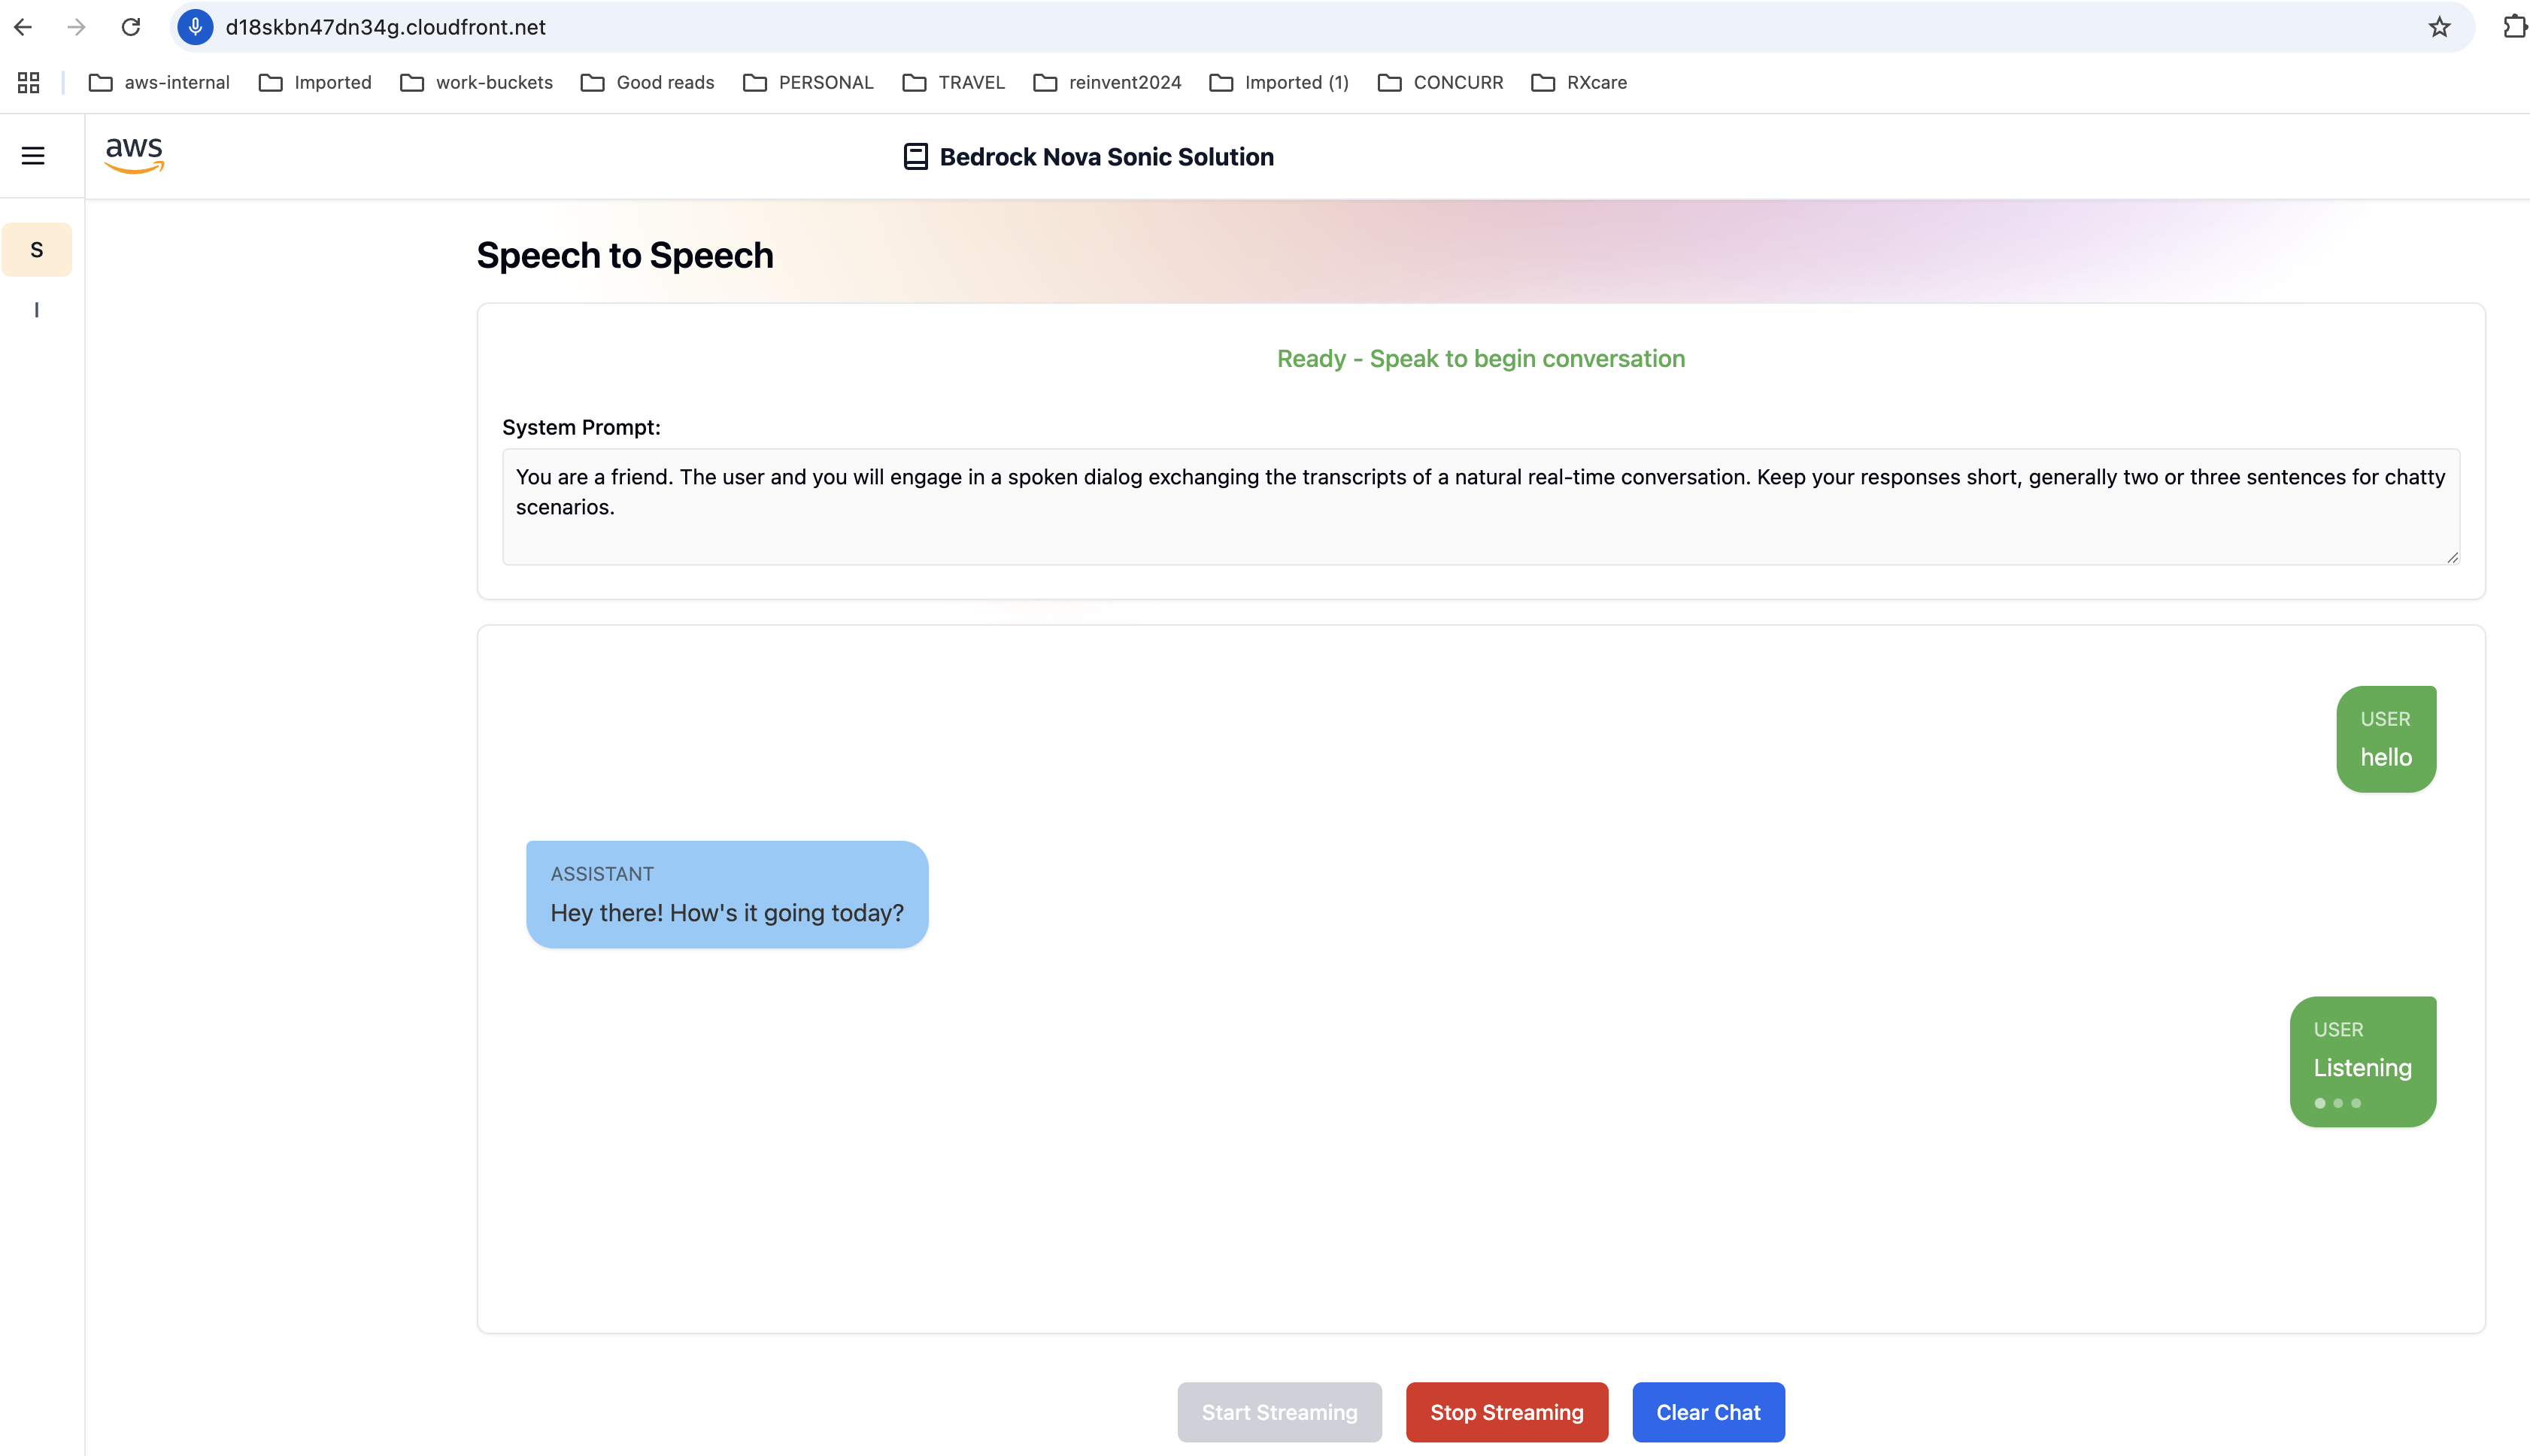 d18skbn47dn34g.cloudfront.net
aws-internal Imported work-buckets Good reads PERSONAL TRAVEL reinvent2024 Imported (1) CONCURR RXcare
aws
Bedrock Nova Sonic Solution
S
I
Speech to Speech
Ready - Speak to begin conversation
System Prompt:
You are a friend. The user and you will engage in a spoken dialog exchanging the transcripts of a natural real-time conversation. Keep your responses short, generally two or three sentences for chatty
scenarios.
USER
hello
ASSISTANT
Hey there! How's it going today?
USER
Listening
Start Streaming Stop Streaming Clear Chat